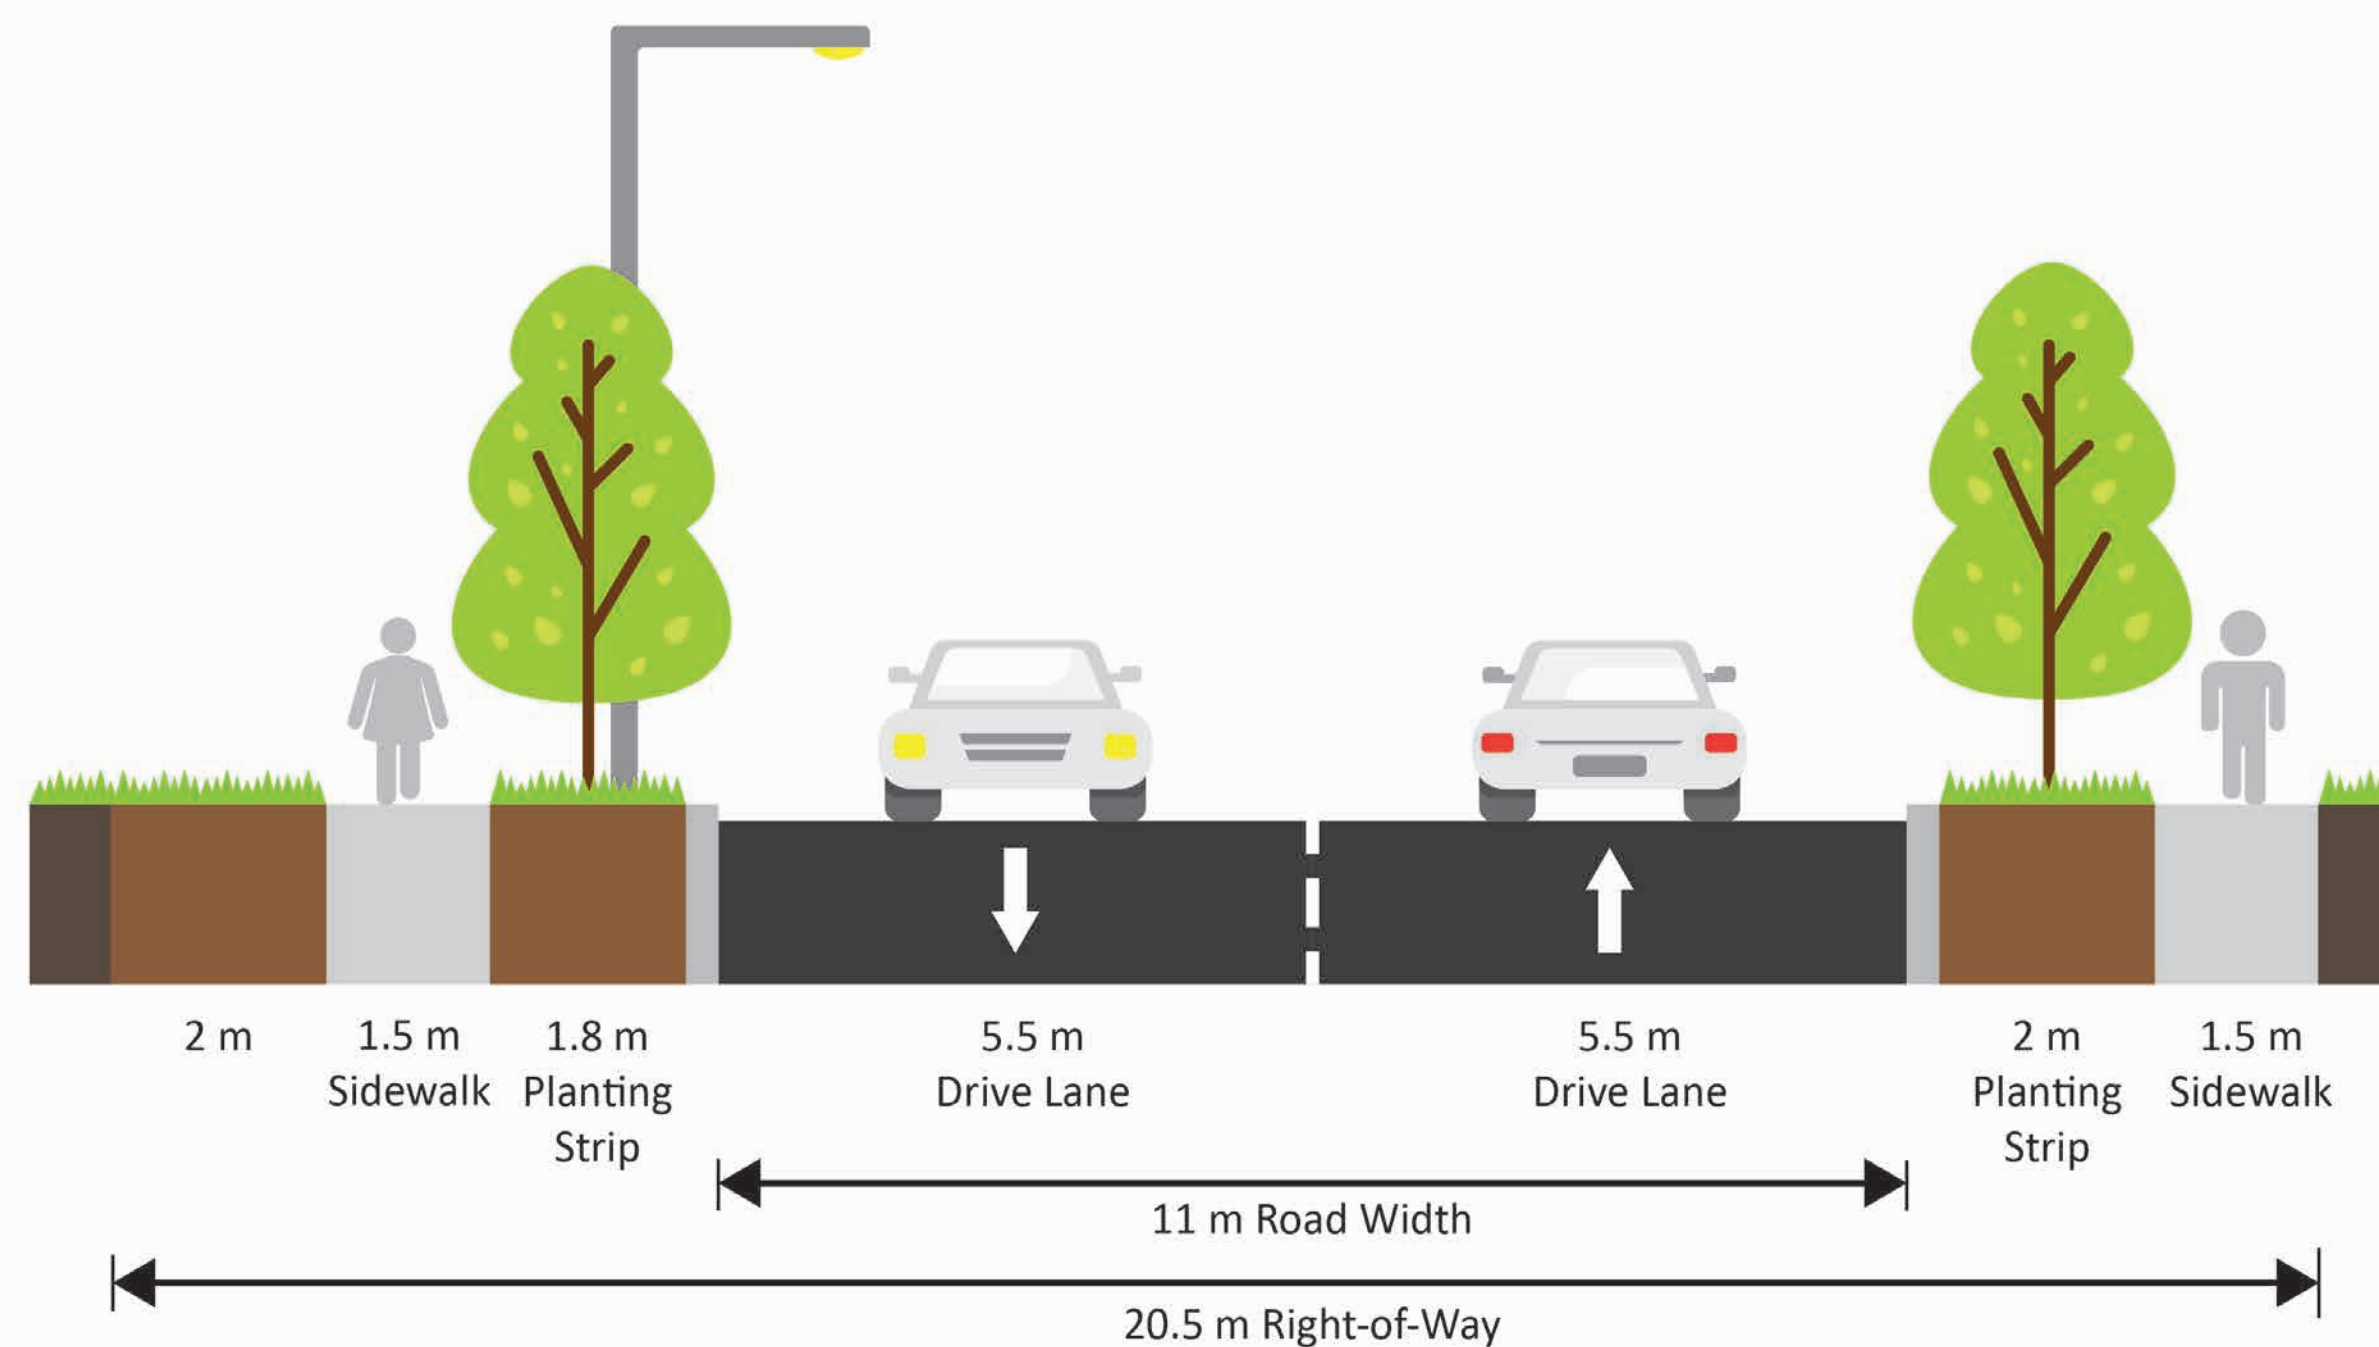 2 m
1.5 m
Sidewalk
1.8 m
Planting
Strip
5.5 m
Drive Lane
5.5 m
Drive Lane
2 m
Planting
Strip
1.5 m
Sidewalk
11 m Road Width
20.5 m Right-of-Way